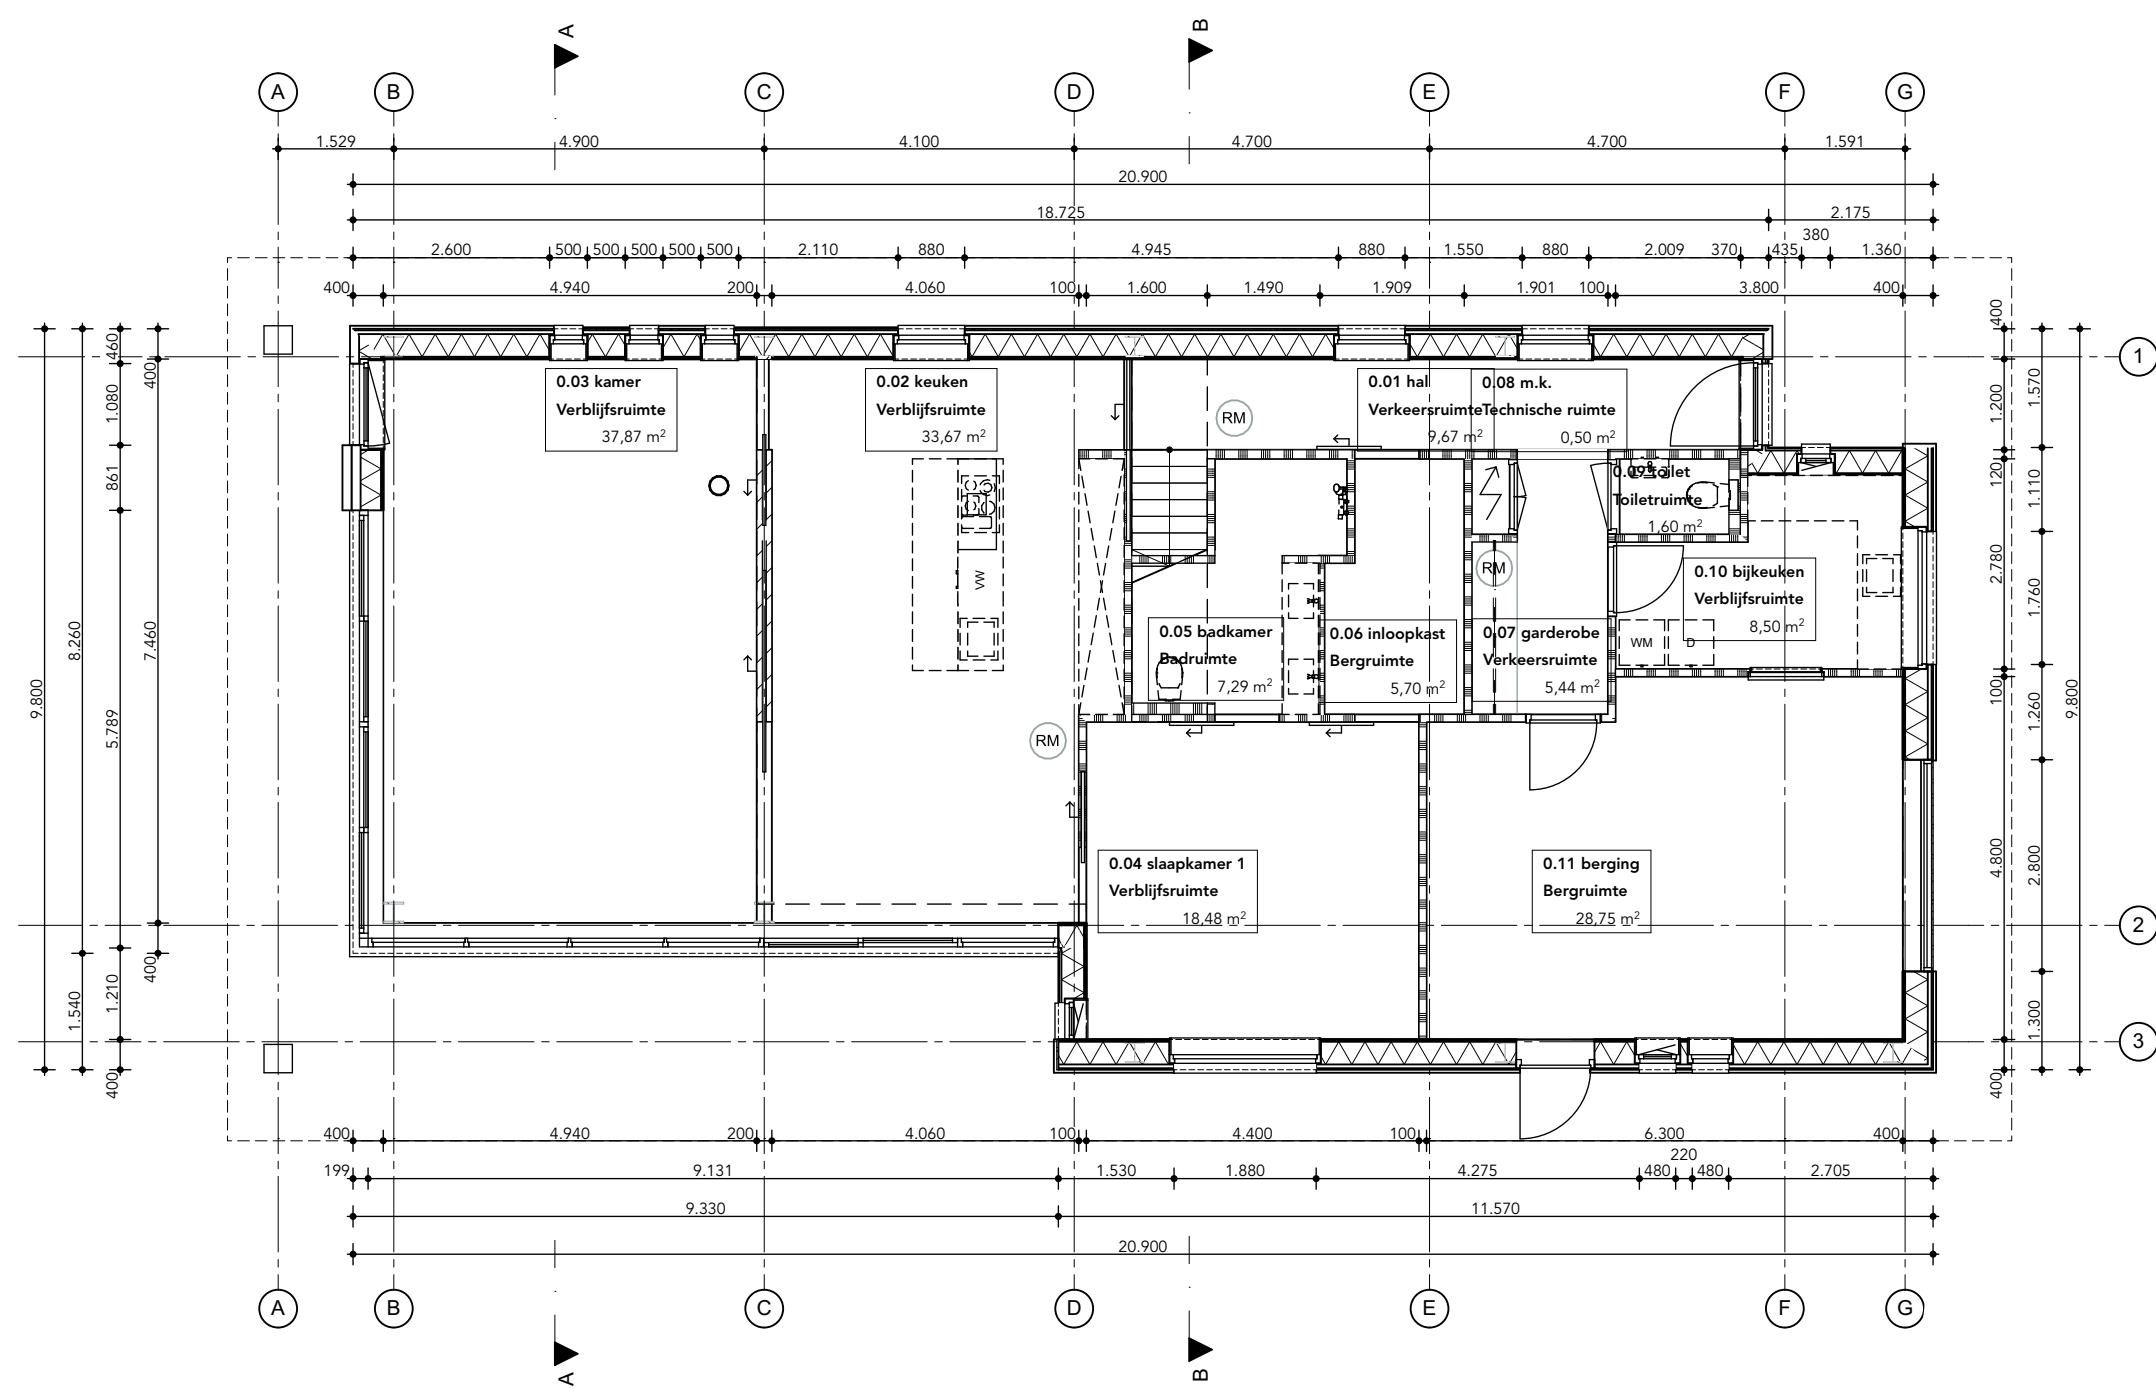 A
B
A
B
C
D
E
F
G
1.529
4.900
4.100
4.700
4.700
1.591
20.900
18.725
2.175
380
2.600
500
500
500
500
500
2.110
880
4.945
880
1.550
880
2.009
370
435
1.360
400
4.940
200
4.060
100
1.600
1.490
1.909
1.901
100
3.800
400
9.800
8.260
1.540
460
1.080
861
5.789
1.210
400
400
7.460
400
0.03 kamer
Verblijfsruimte
37,87 m²
0.02 keuken
Verblijfsruimte
33,67 m²
RM
0.01 hal
Verkeersruimte
9,67 m²
0.08 m.k.
Technische ruimte
0,50 m²
0.09 toilet
Toiletruimte
1,60 m²
VW
RM
0.10 bijkeuken
Verblijfsruimte
8,50 m²
0.05 badkamer
Badruimte
7,29 m²
0.06 inloopkast
Bergruimte
5,70 m²
0.07 garderobe
Verkeersruimte
5,44 m²
WM
D
RM
0.04 slaapkamer 1
Verblijfsruimte
18,48 m²
0.11 berging
Bergruimte
28,75 m²
400
1.200
120
2.780
100
4.800
400
1.570
1.110
1.760
1.260
2.800
1.300
9.800
1
2
3
400
4.940
200
4.060
100
4.400
100
6.300
400
220
199
9.131
1.530
1.880
4.275
480
480
2.705
9.330
11.570
20.900
A
B
C
D
E
F
G
A
B